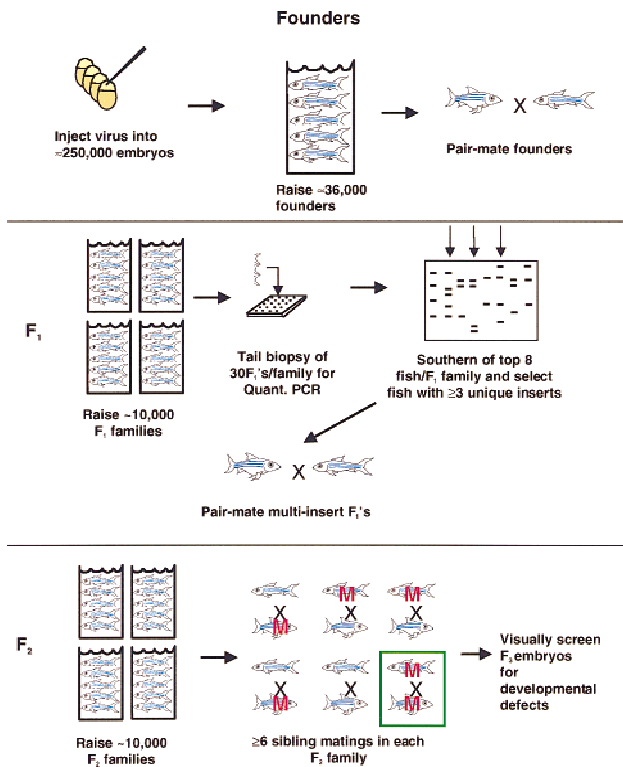 Founders
Inject virus into
≈250,000 embryos
Raise ~36,000
founders
X
Pair-mate founders
F1
Raise ~10,000
F1 families
Tail biopsy of
30F1's/family for
Quant. PCR
Southern of top 8
fish/F1 family and select
fish with ≥3 unique inserts
X
Pair-mate multi-insert F1's
F2
Raise ~10,000
F2 families
M M
X X X
M
M
X X X
M M
≥6 sibling matings in each
F2 family
Visually screen
F3 embryos
for
developmental
defects